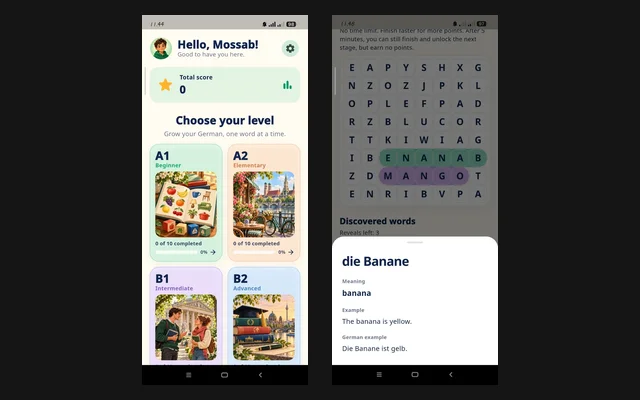 Hello, Mossab!
Good to have you here.
Total score
0
Choose your level
Grow your German, one word at a time.
A1
Beginner
0 of 10 completed
0%
A2
Elementary
0 of 10 completed
0%
B1
Intermediate
B2
Advanced
No time limit. Finish faster for more points. After 5
minutes, you can still finish and unlock the next
stage, but earn no points.
E A P Y S H X G
N Z O Z J P K L
O P L E F P A D
R Z B L U C O R
T T K I W I A G
I B E N A N A B
Z D M A N G O T
E N R I B V P A
Discovered words
Reveals left: 3
die Banane
Meaning
banana
Example
The banana is yellow.
German example
Die Banane ist gelb.